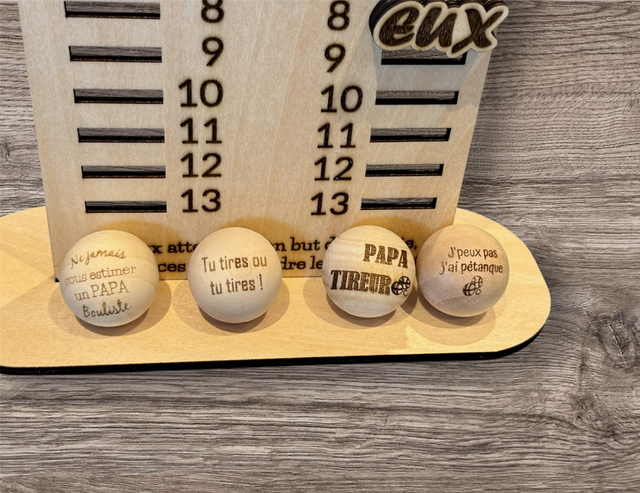 8 8
eux
9 9
10 10
11 11
12 12
13 13
Ne jamais
sous estimer
un PAPA
Bouliste
Tu tires ou
tu tires !
PAPA
TIREUR
J'peux pas
j'ai pétanque
but